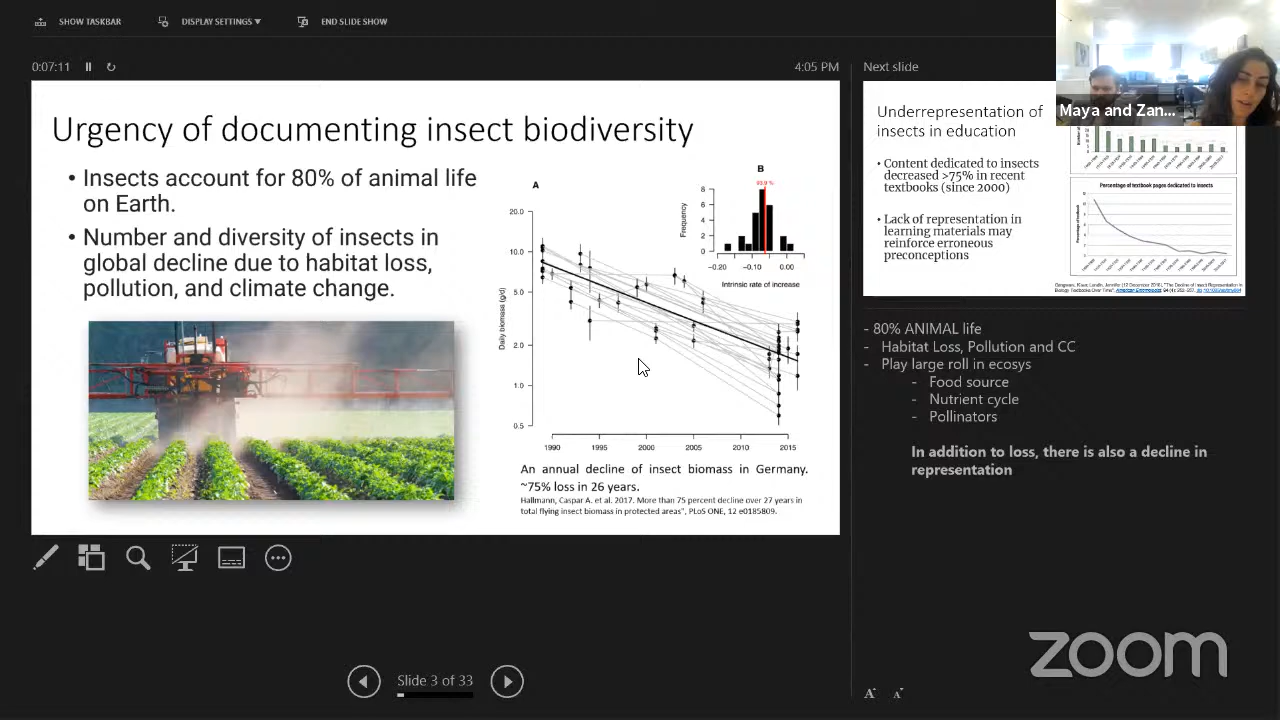 SHOW TASKBAR
DISPLAY SETTINGS
END SLIDE SHOW
0:07:11
4:05 PM
Urgency of documenting insect biodiversity
• Insects account for 80% of animal life
on Earth.
• Number and diversity of insects in
global decline due to habitat loss,
pollution, and climate change.
A
20.0
10.0
5.0
2.0
1.0
0.5
Daily biomass (g/d)
1990
1995
2000
2005
2010
2015
B
8
6
4
2
0
Frequency
-0.20
-0.10
0.00
Intrinsic rate of increase
An annual decline of insect biomass in Germany.
~75% loss in 26 years.
Hallmann, Caspar A. et al. 2017. More than 75 percent decline over 27 years in
total flying insect biomass in protected areas", PLoS ONE, 12 e0185809.
Slide 3 of 33
Next slide
Maya and Zan...
Underrepresentation of
insects in education
• Content dedicated to insects
decreased >75% in recent
textbooks (since 2000)
• Lack of representation in
learning materials may
reinforce erroneous
preconceptions
Percentage of textbook pages dedicated to insects
- 80% ANIMAL life
- Habitat Loss, Pollution and CC
- Play large roll in ecosys
- Food source
- Nutrient cycle
- Pollinators
In addition to loss, there is also a decline in
representation
A
A
zoom